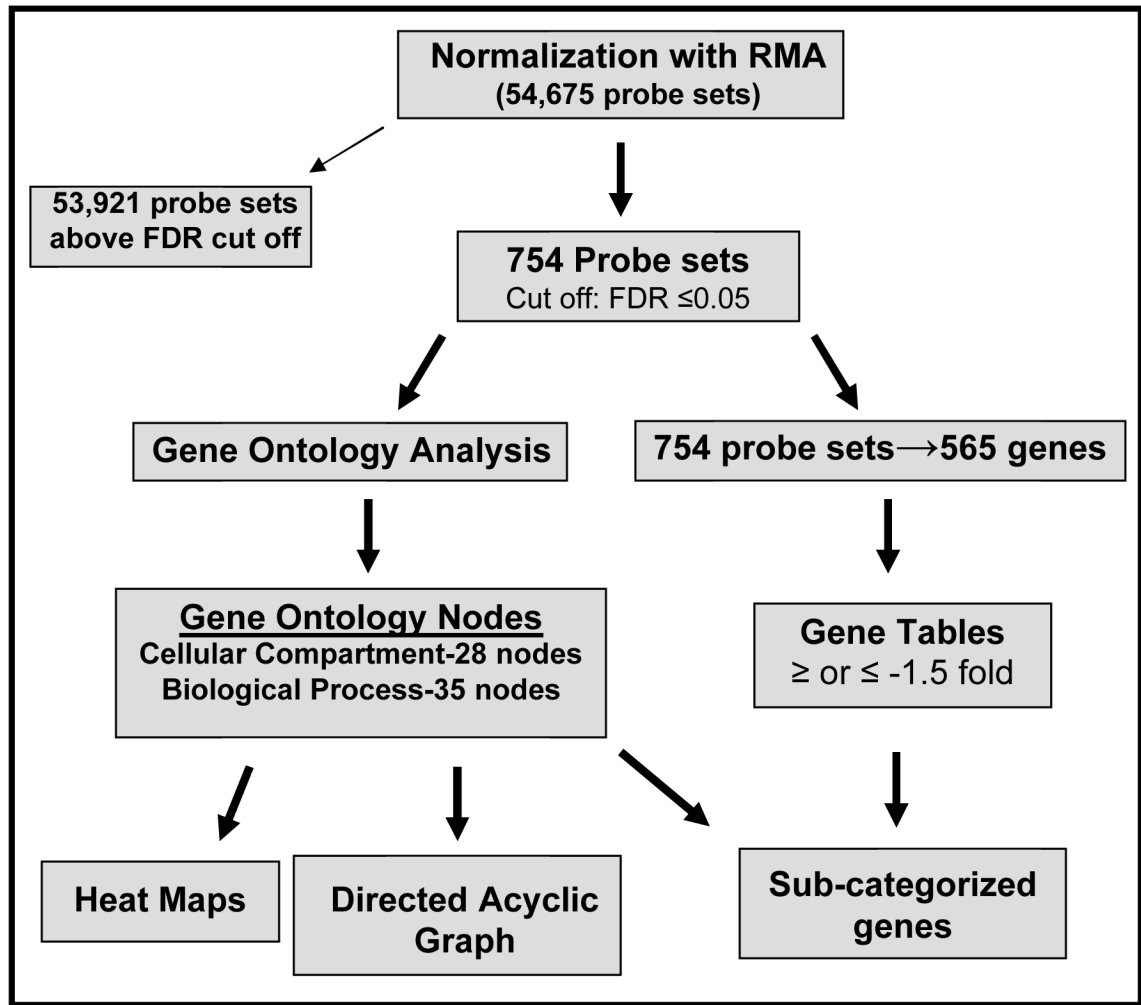 Normalization with RMA
(54,675 probe sets)
53,921 probe sets
above FDR cut off
754 Probe sets
Cut off: FDR ≤0.05
Gene Ontology Analysis
754 probe sets→565 genes
Gene Ontology Nodes
Cellular Compartment-28 nodes
Biological Process-35 nodes
Gene Tables
≥ or ≤ -1.5 fold
Heat Maps
Directed Acyclic
Graph
Sub-categorized
genes